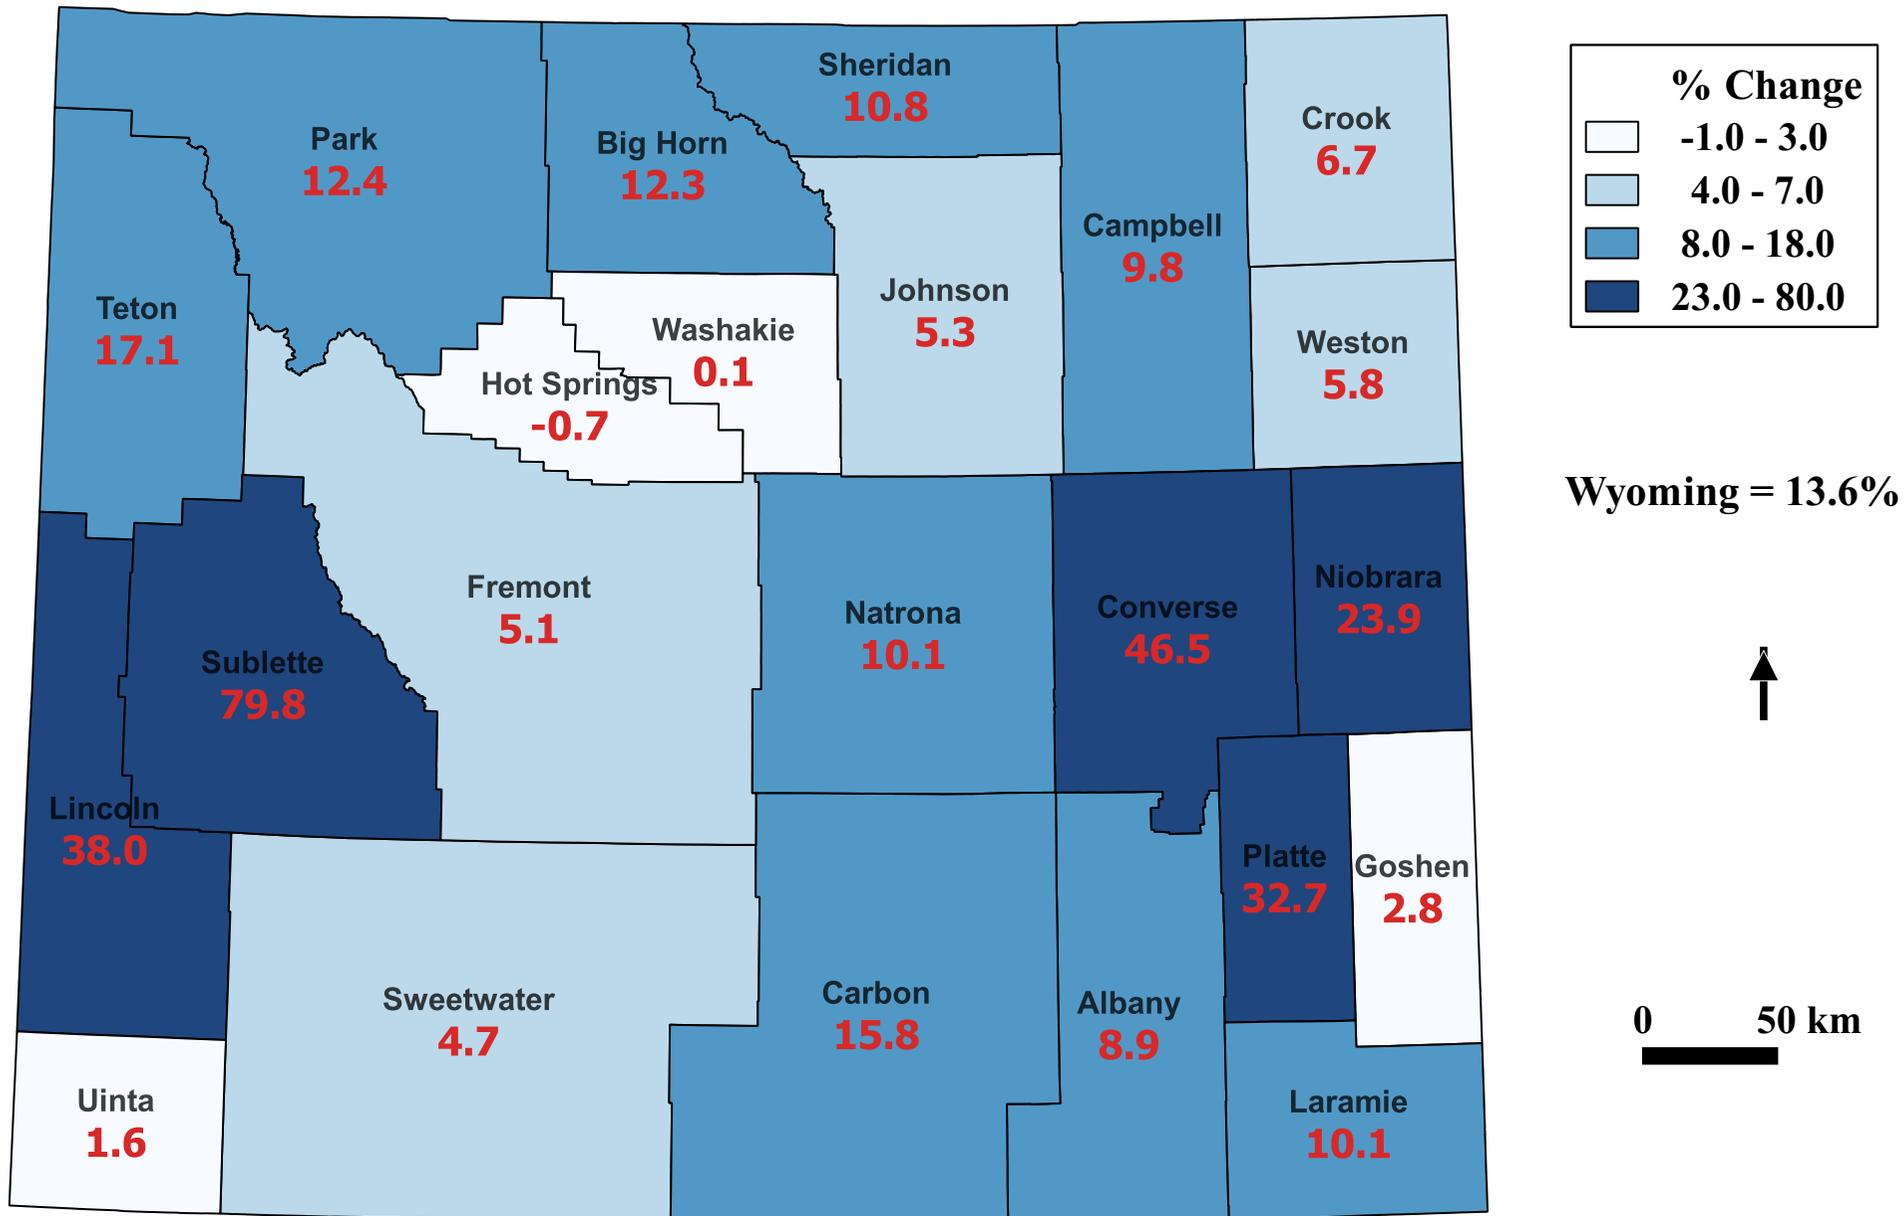 Sheridan
10.8
Park
12.4
Big Horn
12.3
Crook
6.7
Campbell
9.8
Teton
17.1
Johnson
5.3
Washakie
0.1
Hot Springs
-0.7
Weston
5.8
Fremont
5.1
Natrona
10.1
Converse
46.5
Niobrara
23.9
Sublette
79.8
Lincoln
38.0
Platte
32.7
Goshen
2.8
Sweetwater
4.7
Carbon
15.8
Albany
8.9
Uinta
1.6
Laramie
10.1
% Change
-1.0 - 3.0
4.0 - 7.0
8.0 - 18.0
23.0 - 80.0
Wyoming = 13.6%
0 50 km